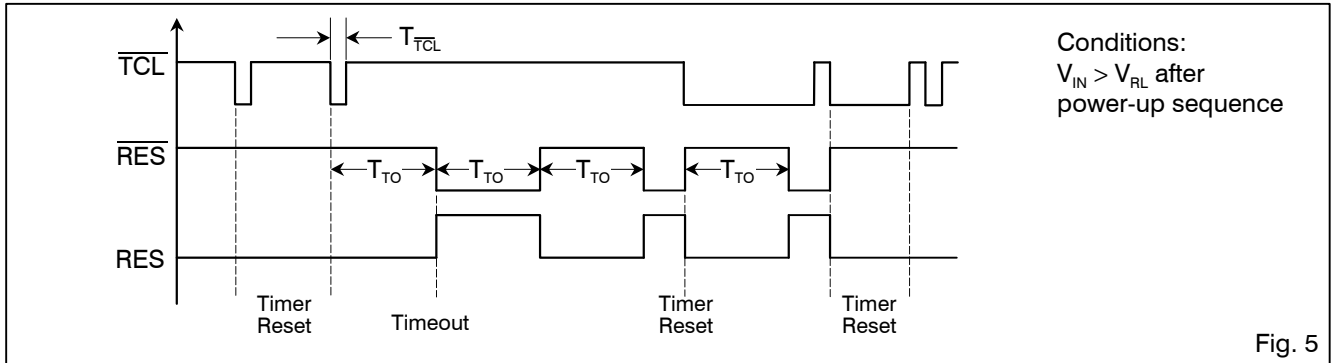 T_TCL
TCL
Conditions:
V_IN > V_RL after
power-up sequence
RES
T_TO T_TO T_TO T_TO
RES
Timer
Reset
Timeout
Timer
Reset
Timer
Reset
Fig. 5